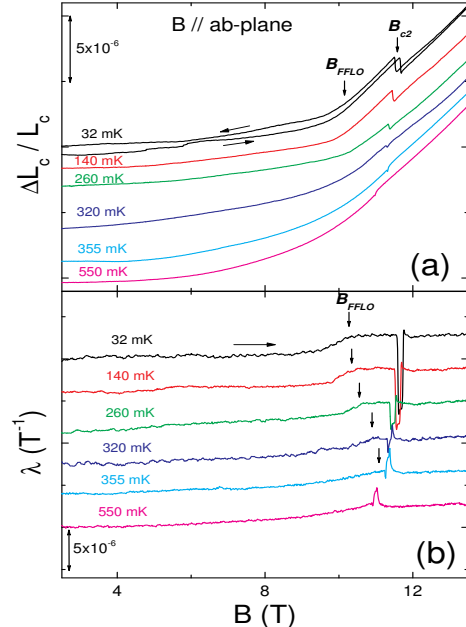 B // ab-plane
B_c2
B_FFLO
5x10⁻⁶
32 mK
140 mK
260 mK
320 mK
355 mK
550 mK
ΔL_c / L_c
(a)
B_FFLO
32 mK
140 mK
260 mK
320 mK
355 mK
550 mK
5x10⁻⁶
λ (T⁻¹)
(b)
4 8 12
B (T)